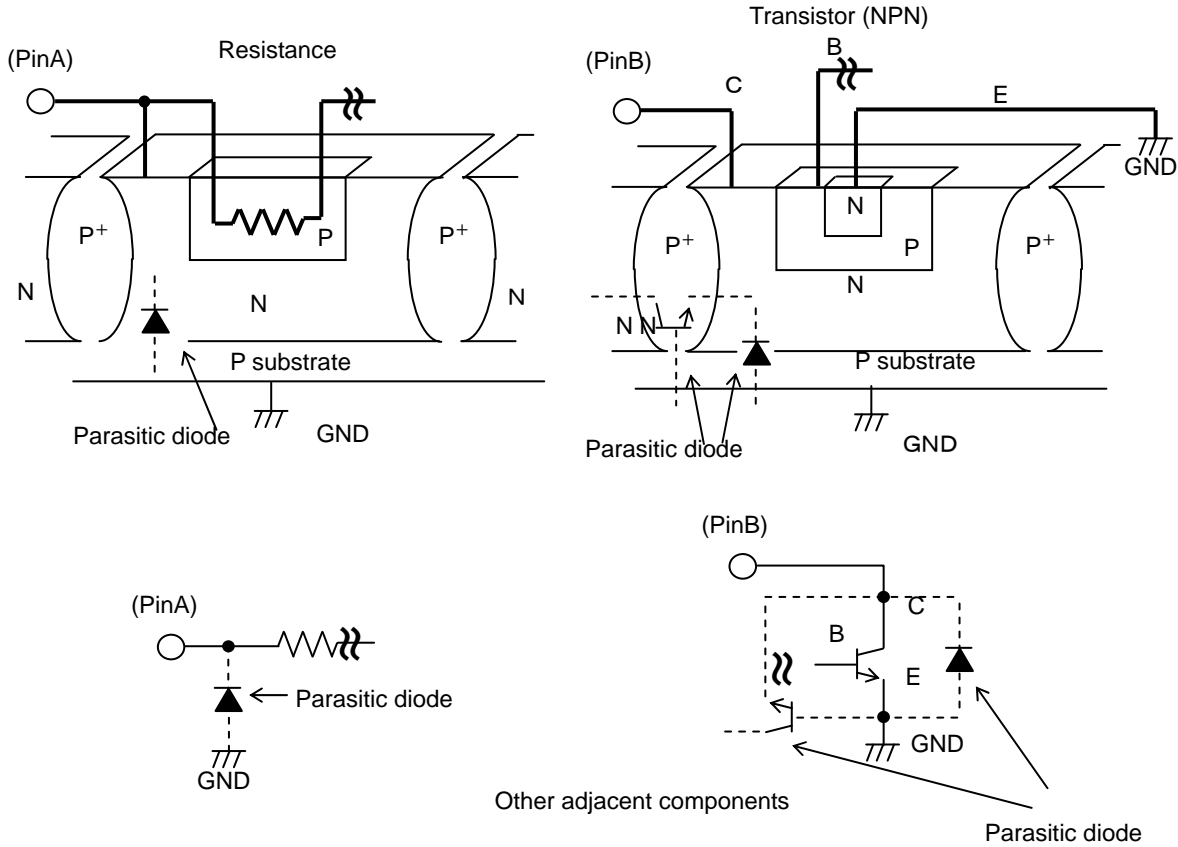 Resistance
(PinA)
P+
P
P+
N
N
N
P substrate
Parasitic diode
GND
Transistor (NPN)
(PinB)
B
C
E
GND
P+
N
P
P+
N
N N
P substrate
Parasitic diode
GND
(PinA)
Parasitic diode
GND
(PinB)
C
B
E
GND
Other adjacent components
Parasitic diode